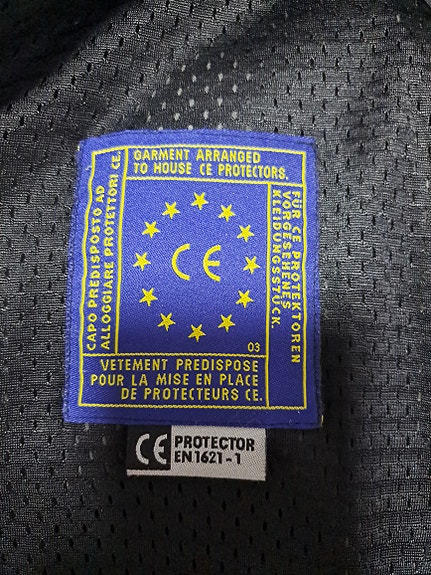 GARMENT ARRANGED
TO HOUSE CE PROTECTORS.
CAPO PREDISPOSTO AD
ALLOGGIARE PROTETTORI CE.
FÜR CE PROTEKTOREN
VORGESEHENES
KLEIDUNGSSTÜCK.
CE
03
VETEMENT PREDISPOSE
POUR LA MISE EN PLACE
DE PROTECTEURS CE.
CE PROTECTOR
EN1621-1